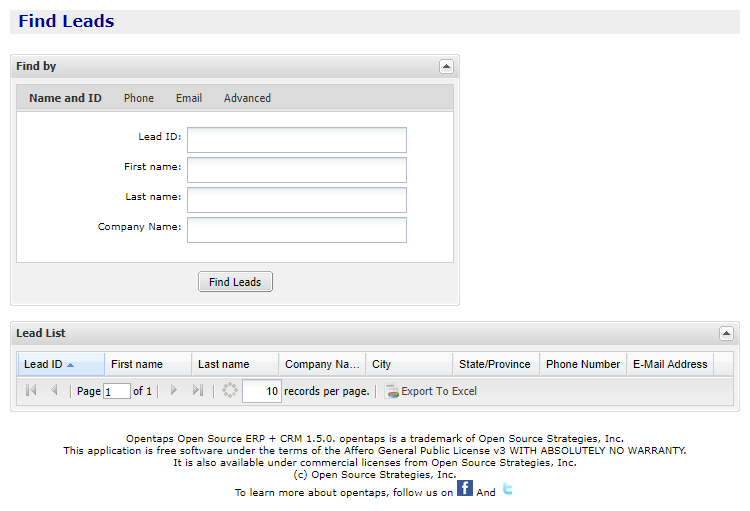 Find Leads
Find by
Name and ID Phone Email Advanced
Lead ID:
First name:
Last name:
Company Name:
Find Leads
Lead List
Lead ID First name Last name Company Na... City State/Province Phone Number E-Mail Address
Page 1 of 1 10 records per page. Export To Excel
Opentaps Open Source ERP + CRM 1.5.0. opentaps is a trademark of Open Source Strategies, Inc.
This application is free software under the terms of the Affero General Public License v3 WITH ABSOLUTELY NO WARRANTY.
It is also available under commercial licenses from Open Source Strategies, Inc.
(c) Open Source Strategies, Inc.
To learn more about opentaps, follow us on f And t